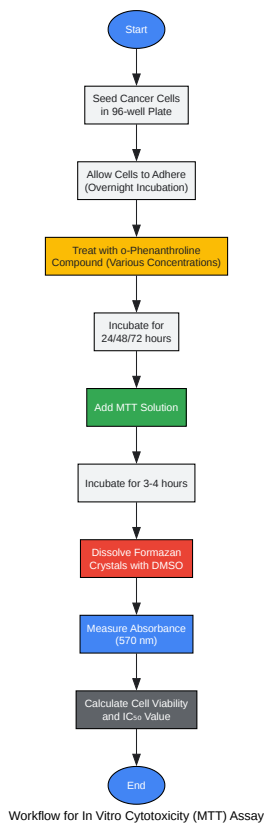 Start
Seed Cancer Cells
in 96-well Plate
Allow Cells to Adhere
(Overnight Incubation)
Treat with o-Phenanthroline
Compound (Various Concentrations)
Incubate for
24/48/72 hours
Add MTT Solution
Incubate for 3-4 hours
Dissolve Formazan
Crystals with DMSO
Measure Absorbance
(570 nm)
Calculate Cell Viability
and IC₅₀ Value
End
Workflow for In Vitro Cytotoxicity (MTT) Assay